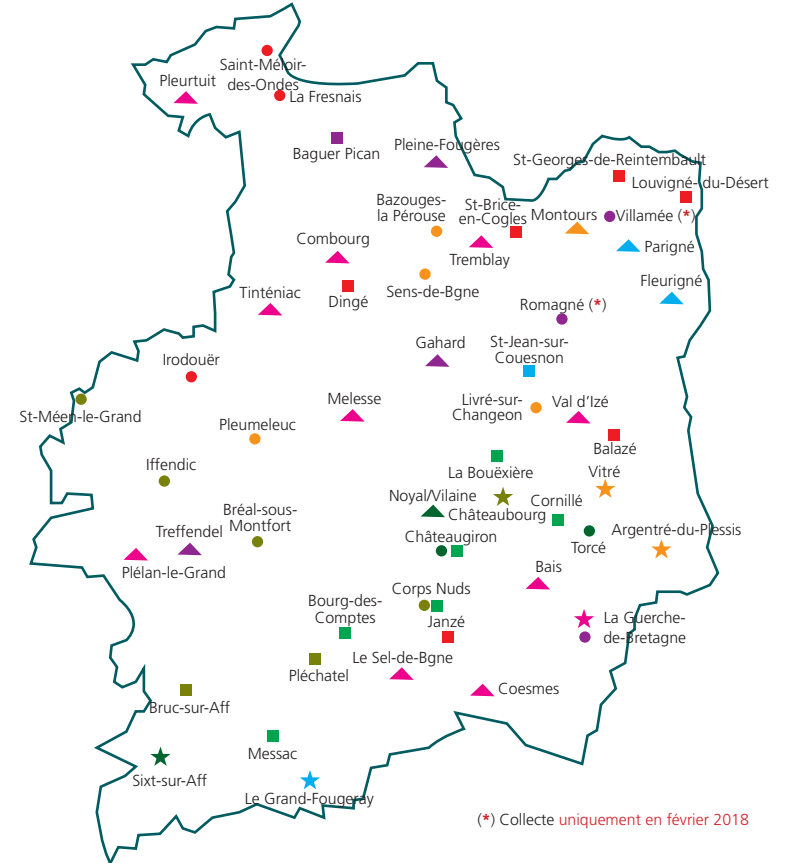 Saint-Méloir-
des-Ondes
Pleurtuit
La Fresnais
Baguer Pican
Pleine-Fougères
St-Georges-de-Reintembault
Louvigné-du-Désert
Bazouges-
la Pérouse
St-Brice-
en-Cogles
Montours
Villamée (*)
Combourg
Tremblay
Parigné
Tinténiac
Dingé
Sens-de-Bgne
Fleurigné
Romagné (*)
Gahard
St-Jean-sur-
Couesnon
Irodouër
St-Méen-le-Grand
Melesse
Livré-sur-
Changeon
Val d'Izé
Pleumeleuc
Balazé
Iffendic
La Bouëxière
Vitré
Noyal/Vilaine
Châteaubourg
Cornillé
Bréal-sous-
Montfort
Treffendel
Châteaugiron
Torcé
Argentré-du-Plessis
Plélan-le-Grand
Bais
Corps Nuds
Bourg-des-
Comptes
Janzé
La Guerche-
de-Bretagne
Le Sel-de-Bgne
Pléchatel
Coesmes
Bruc-sur-Aff
Messac
Sixt-sur-Aff
Le Grand-Fougeray
(*) Collecte uniquement en février 2018